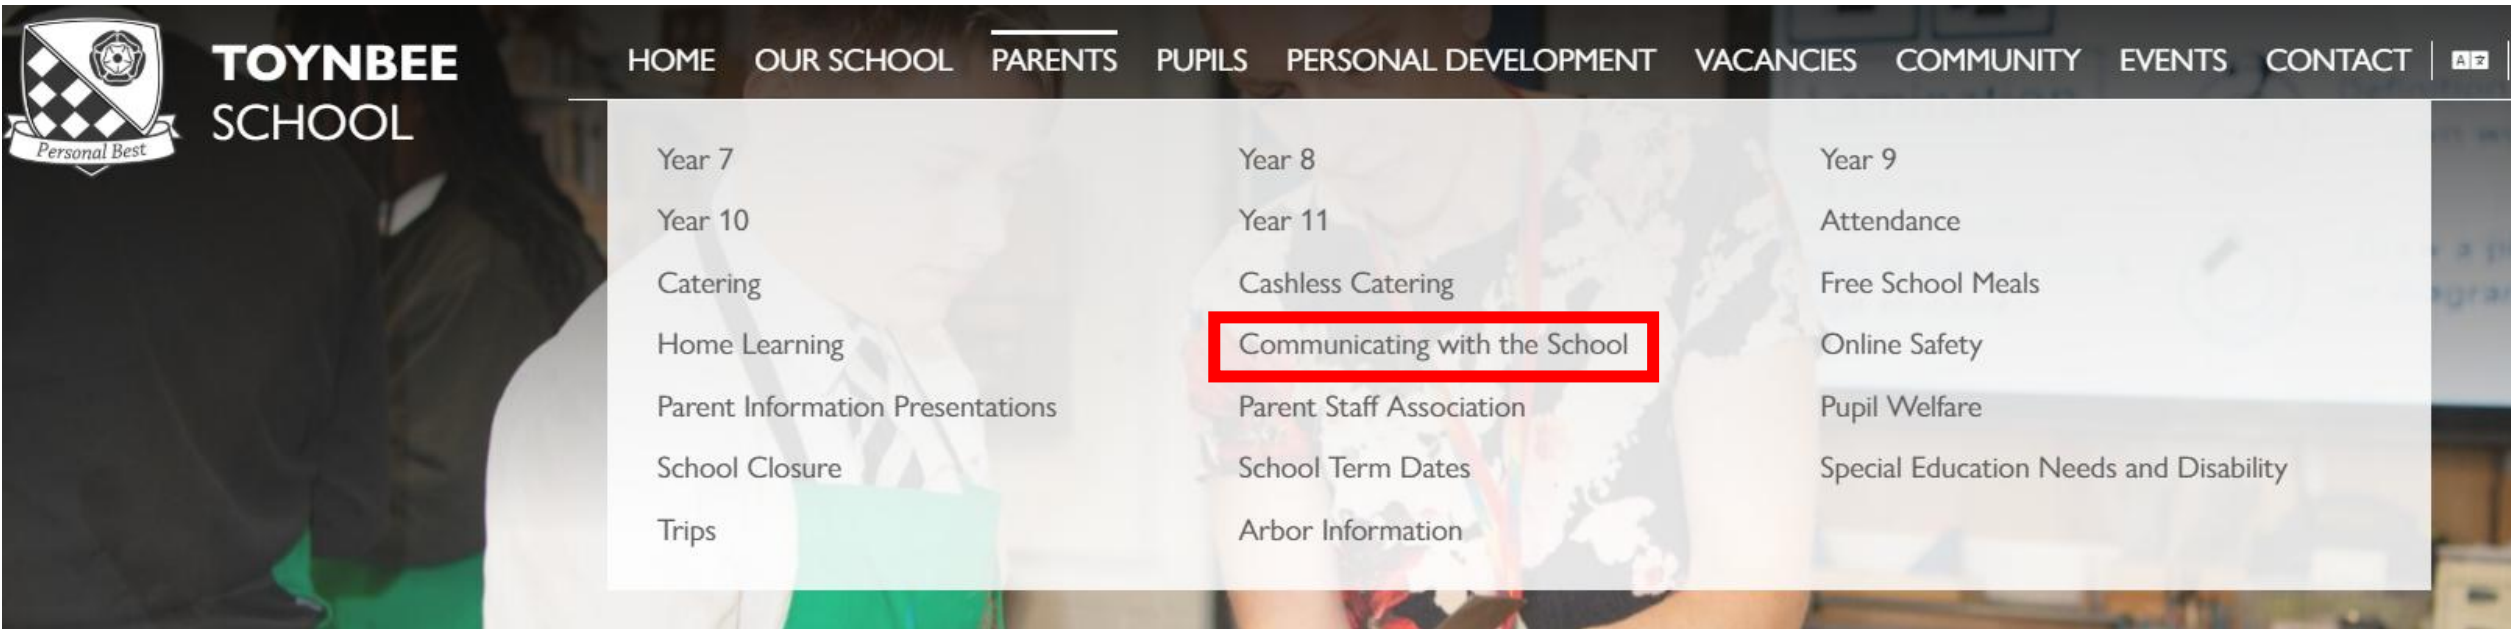 TOYNBEE
SCHOOL
Personal Best
HOME OUR SCHOOL PARENTS PUPILS PERSONAL DEVELOPMENT VACANCIES COMMUNITY EVENTS CONTACT
Year 7 Year 8 Year 9
Year 10 Year 11 Attendance
Catering Cashless Catering Free School Meals
Home Learning Communicating with the School Online Safety
Parent Information Presentations Parent Staff Association Pupil Welfare
School Closure School Term Dates Special Education Needs and Disability
Trips Arbor Information